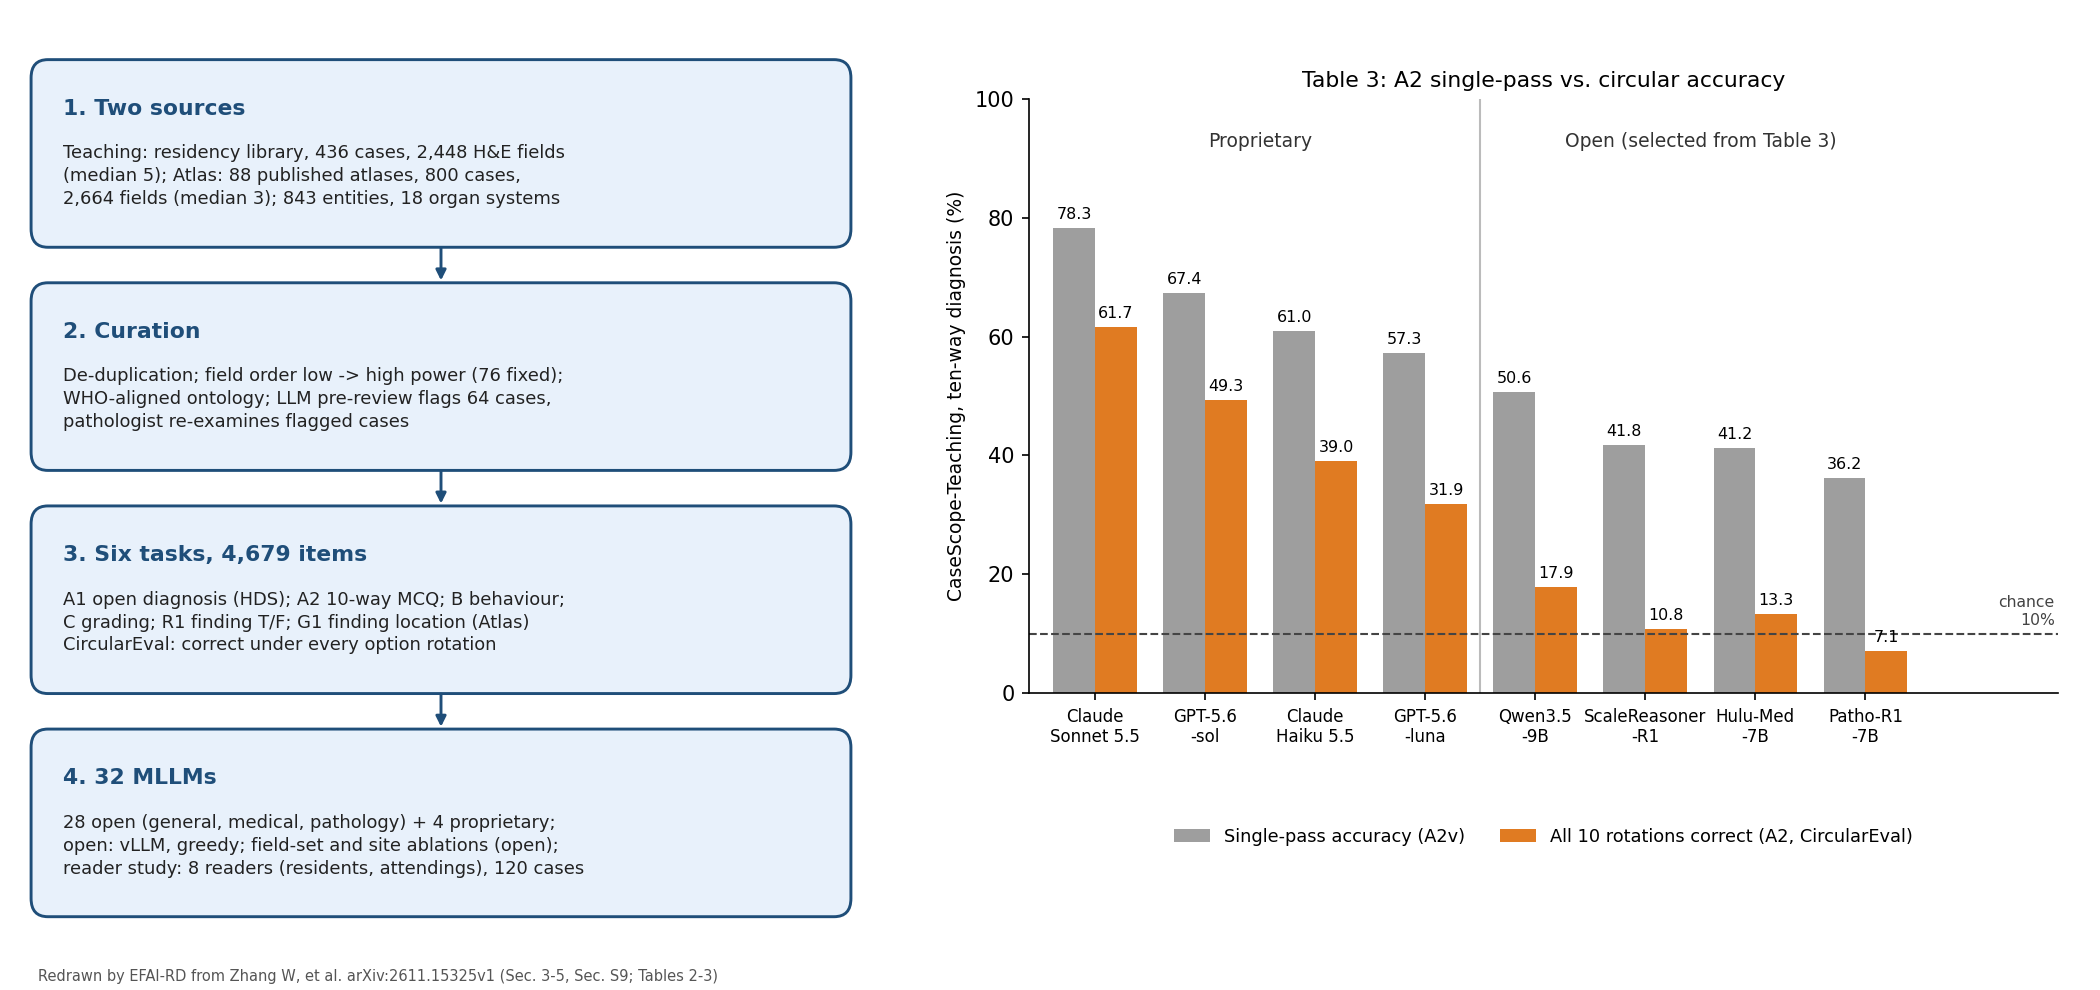 1. Two sources
Teaching: residency library, 436 cases, 2,448 H&E fields
(median 5); Atlas: 88 published atlases, 800 cases,
2,664 fields (median 3); 843 entities, 18 organ systems
2. Curation
De-duplication; field order low -> high power (76 fixed);
WHO-aligned ontology; LLM pre-review flags 64 cases,
pathologist re-examines flagged cases
3. Six tasks, 4,679 items
A1 open diagnosis (HDS); A2 10-way MCQ; B behaviour;
C grading; R1 finding T/F; G1 finding location (Atlas)
CircularEval: correct under every option rotation
4. 32 MLLMs
28 open (general, medical, pathology) + 4 proprietary;
open: vLLM, greedy; field-set and site ablations (open);
reader study: 8 readers (residents, attendings), 120 cases
Redrawn by EFAI-RD from Zhang W, et al. arXiv:2611.15325v1 (Sec. 3-5, Sec. S9; Tables 2-3)
Table 3: A2 single-pass vs. circular accuracy
Proprietary
Open (selected from Table 3)
CaseScope-Teaching, ten-way diagnosis (%)
100
80
60
40
20
0
78.3
61.7
67.4
49.3
61.0
39.0
57.3
31.9
50.6
17.9
41.8
10.8
41.2
13.3
36.2
7.1
chance
10%
Claude
Sonnet 5.5
GPT-5.6
-sol
Claude
Haiku 5.5
GPT-5.6
-luna
Qwen3.5
-9B
ScaleReasoner
-R1
Hulu-Med
-7B
Patho-R1
-7B
Single-pass accuracy (A2v)
All 10 rotations correct (A2, CircularEval)